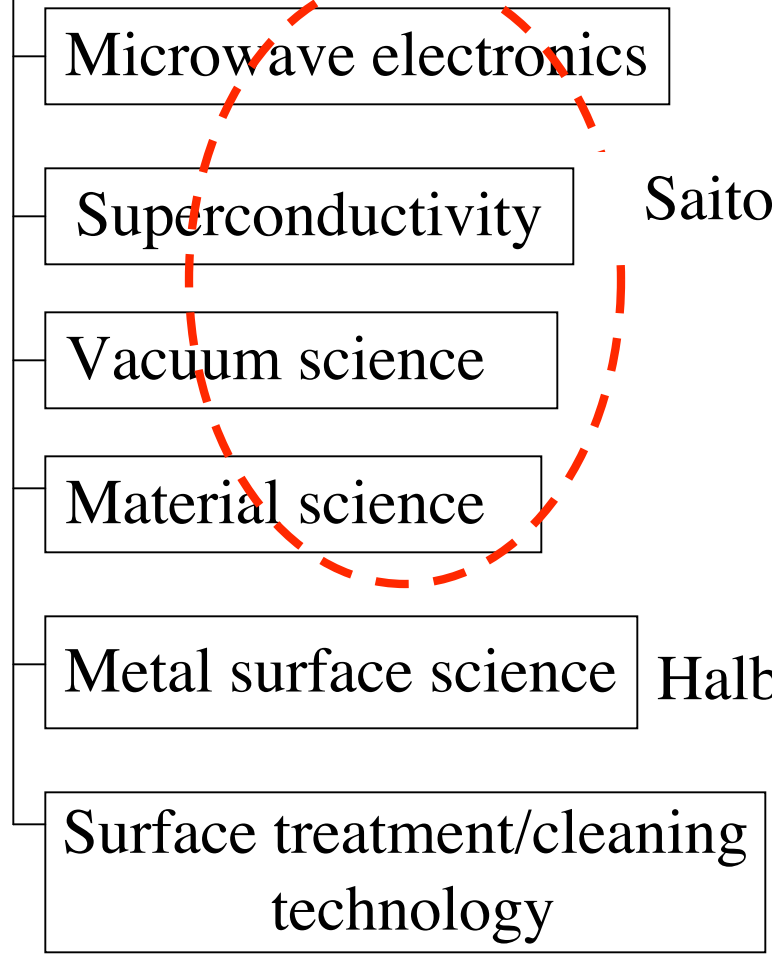 Microwave electronics
Superconductivity
Saito
Vacuum science
Material science
Metal surface science
Surface treatment/cleaning
technology